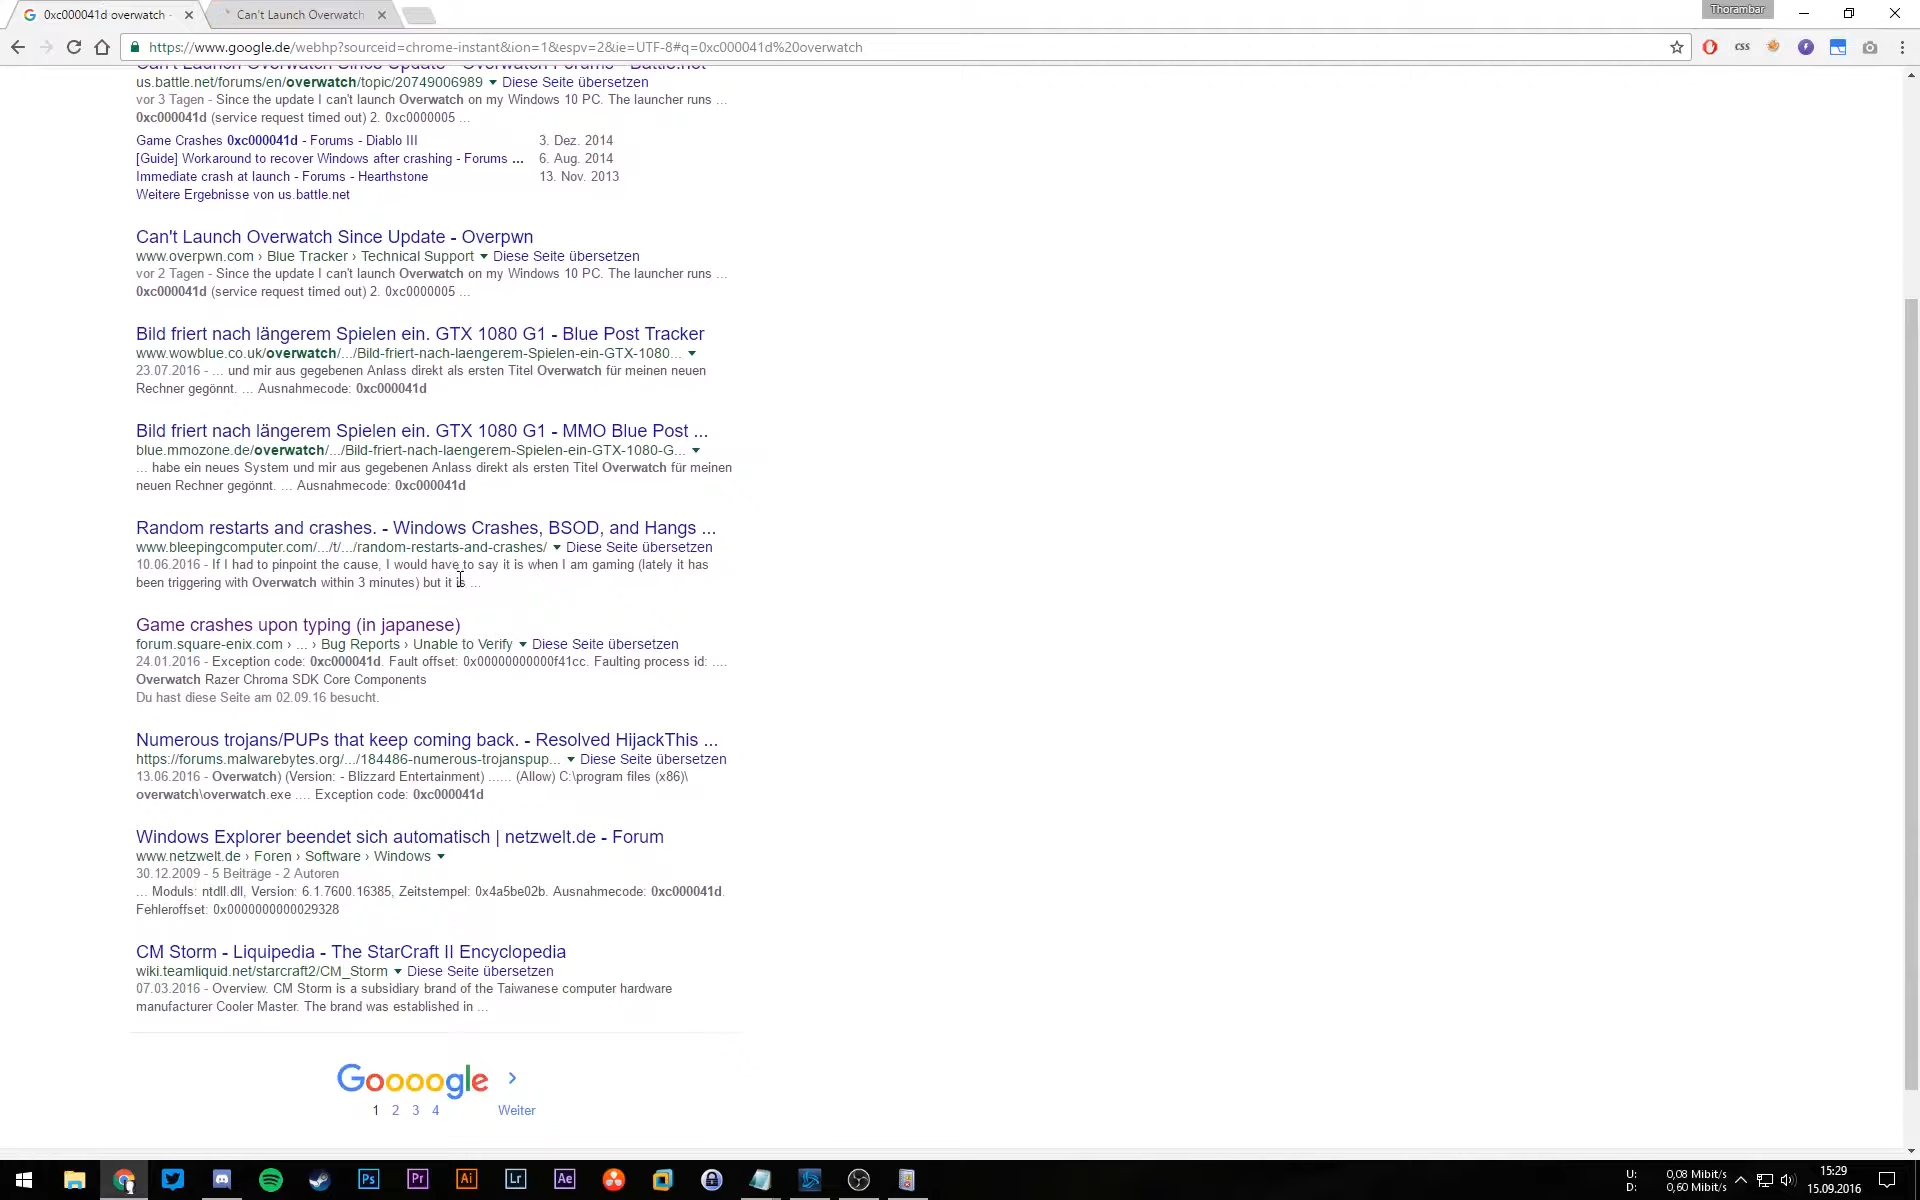 0xc000041d overwatch -
Can't Launch Overwatch
Thorambar
https://www.google.de/webhp?sourceid=chrome-instant&ion=1&espv=2&ie=UTF-8#q=0xc000041d%20overwatch
CSS
Can't Launch Overwatch Since Update - Overwatch Forums - Battle.net
us.battle.net/forums/en/overwatch/topic/20749006989 Diese Seite übersetzen
vor 3 Tagen - Since the update I can't launch Overwatch on my Windows 10 PC. The launcher runs ...
0xc000041d (service request timed out) 2. 0xc0000005 ...
Game Crashes 0xc000041d - Forums - Diablo III 3. Dez. 2014
[Guide] Workaround to recover Windows after crashing - Forums ... 6. Aug. 2014
Immediate crash at launch - Forums - Hearthstone 13. Nov. 2013
Weitere Ergebnisse von us.battle.net
Can't Launch Overwatch Since Update - Overpwn
www.overpwn.com › Blue Tracker › Technical Support Diese Seite übersetzen
vor 2 Tagen - Since the update I can't launch Overwatch on my Windows 10 PC. The launcher runs ...
0xc000041d (service request timed out) 2. 0xc0000005 ...
Bild friert nach längerem Spielen ein. GTX 1080 G1 - Blue Post Tracker
www.wowblue.co.uk/overwatch/.../Bild-friert-nach-laengerem-Spielen-ein-GTX-1080...
23.07.2016 - ... und mir aus gegebenen Anlass direkt als ersten Titel Overwatch für meinen neuen
Rechner gegönnt. ... Ausnahmecode: 0xc000041d
Bild friert nach längerem Spielen ein. GTX 1080 G1 - MMO Blue Post ...
blue.mmozone.de/overwatch/.../Bild-friert-nach-laengerem-Spielen-ein-GTX-1080-G...
... habe ein neues System und mir aus gegebenen Anlass direkt als ersten Titel Overwatch für meinen
neuen Rechner gegönnt. ... Ausnahmecode: 0xc000041d
Random restarts and crashes. - Windows Crashes, BSOD, and Hangs ...
www.bleepingcomputer.com/.../t/.../random-restarts-and-crashes/ Diese Seite übersetzen
10.06.2016 - If I had to pinpoint the cause, I would have to say it is when I am gaming (lately it has
been triggering with Overwatch within 3 minutes) but it is ...
Game crashes upon typing (in japanese)
forum.square-enix.com › ... › Bug Reports › Unable to Verify Diese Seite übersetzen
24.01.2016 - Exception code: 0xc000041d. Fault offset: 0x00000000000f41cc. Faulting process id: ....
Overwatch Razer Chroma SDK Core Components
Du hast diese Seite am 02.09.16 besucht.
Numerous trojans/PUPs that keep coming back. - Resolved HijackThis ...
https://forums.malwarebytes.org/.../184486-numerous-trojanspup... Diese Seite übersetzen
13.06.2016 - Overwatch) (Version: - Blizzard Entertainment) ...... (Allow) C:\program files (x86)\
overwatch\overwatch.exe .... Exception code: 0xc000041d
Windows Explorer beendet sich automatisch | netzwelt.de - Forum
www.netzwelt.de › Foren › Software › Windows
30.12.2009 - 5 Beiträge - 2 Autoren
... Moduls: ntdll.dll, Version: 6.1.7600.16385, Zeitstempel: 0x4a5be02b. Ausnahmecode: 0xc000041d.
Fehleroffset: 0x0000000000029328
CM Storm - Liquipedia - The StarCraft II Encyclopedia
wiki.teamliquid.net/starcraft2/CM_Storm Diese Seite übersetzen
07.03.2016 - Overview. CM Storm is a subsidiary brand of the Taiwanese computer hardware
manufacturer Cooler Master. The brand was established in ...
Goooogle
1 2 3 4 Weiter
Ps Pr Ai Lr Ae
U: 0,08 Mibit/s
D: 0,60 Mibit/s
15:29
15.09.2016